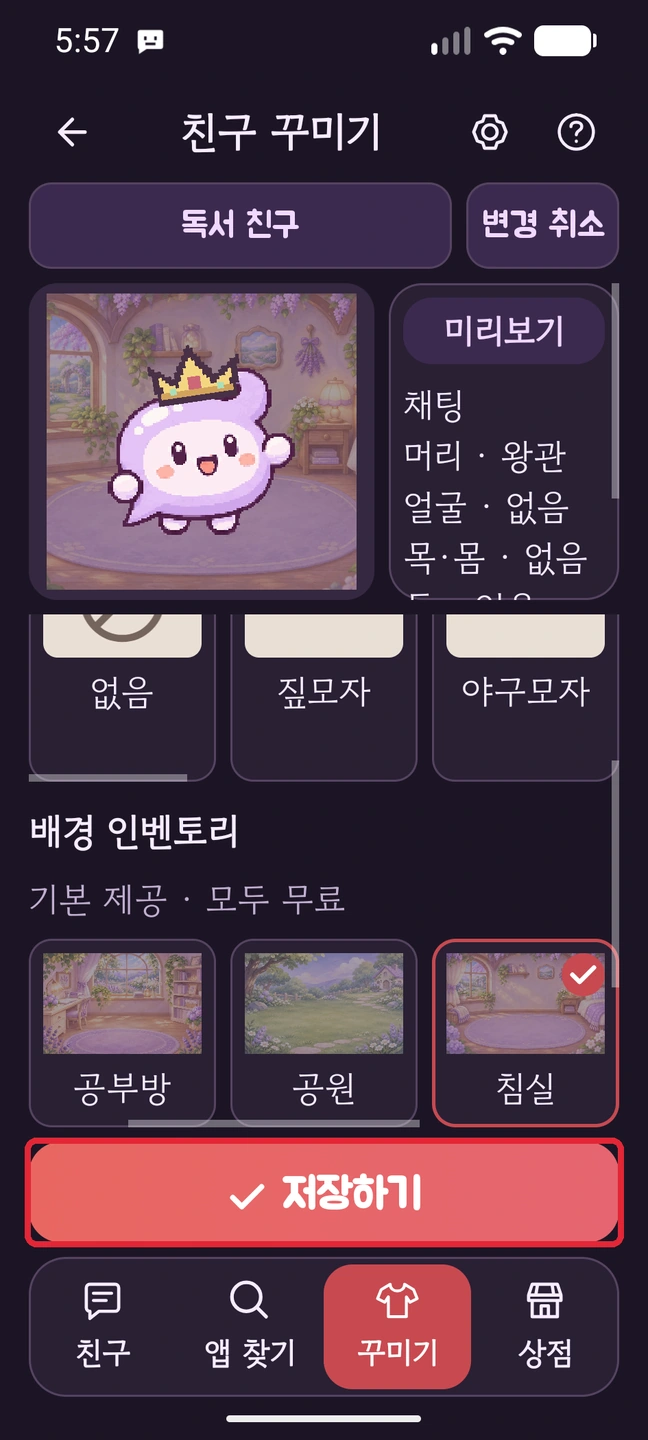 5:57
친구 꾸미기
독서 친구
변경 취소
미리보기
채팅
머리 · 왕관
얼굴 · 없음
목·몸 · 없음
없음
짚모자
야구모자
배경 인벤토리
기본 제공 · 모두 무료
공부방
공원
침실
저장하기
친구
앱 찾기
꾸미기
상점